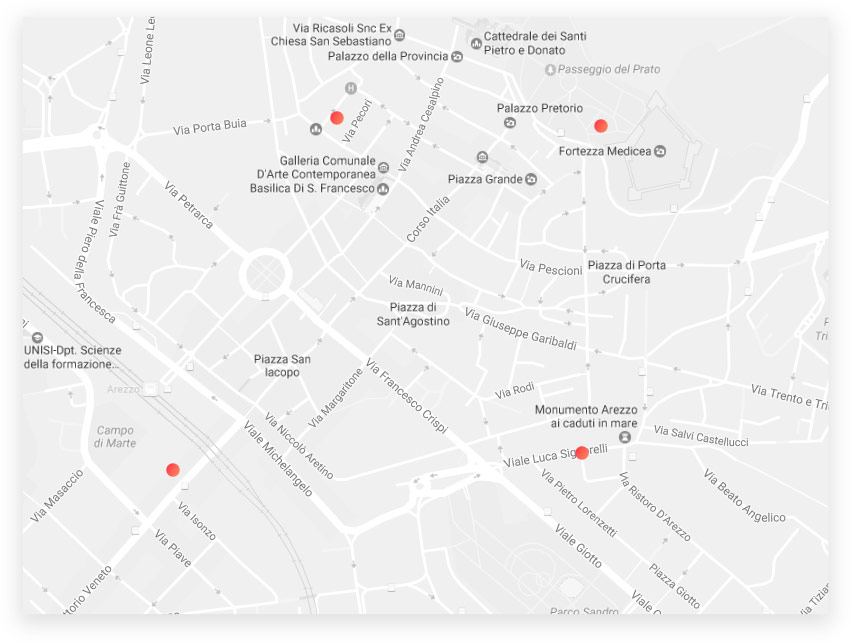 Via Ricasoli Snc Ex
Chiesa San Sebastiano
Cattedrale dei Santi
Pietro e Donato
Palazzo della Provincia
Passeggio del Prato
Via Leone Le
H
Via Pecori
Via Andrea Cesalpino
Palazzo Pretorio
Via Porta Buia
Fortezza Medicea
Galleria Comunale
D'Arte Contemporanea
Basilica Di S. Francesco
Piazza Grande
Via Petrarca
Via Frà Guittone
Viale Piero della Francesca
Corso Italia
Via Pescioni
Piazza di Porta
Crucifera
Via Mannini
Piazza di
Sant'Agostino
Via Giuseppe Garibaldi
UNISI-Dpt. Scienze
della formazione...
Piazza San
Iacopo
Arezzo
Via Margaritone
Via Francesco Crispi
Via Rodi
Via Trento e Tri
Tri
Monumento Arezzo
ai caduti in mare
Campo
di Marte
Via Niccolò Aretino
Viale Michelangelo
Via Salvi Castellucci
Viale Luca Sig relli
Via Masaccio
Via Isonzo
Via Piave
Via Pietro Lorenzetti
Via Ristoro D'Arezzo
Via Beato Angelico
Viale Giotto
Piazza Giotto
ittorio Veneto
Parco Sandro
Viale G
Via Tizia